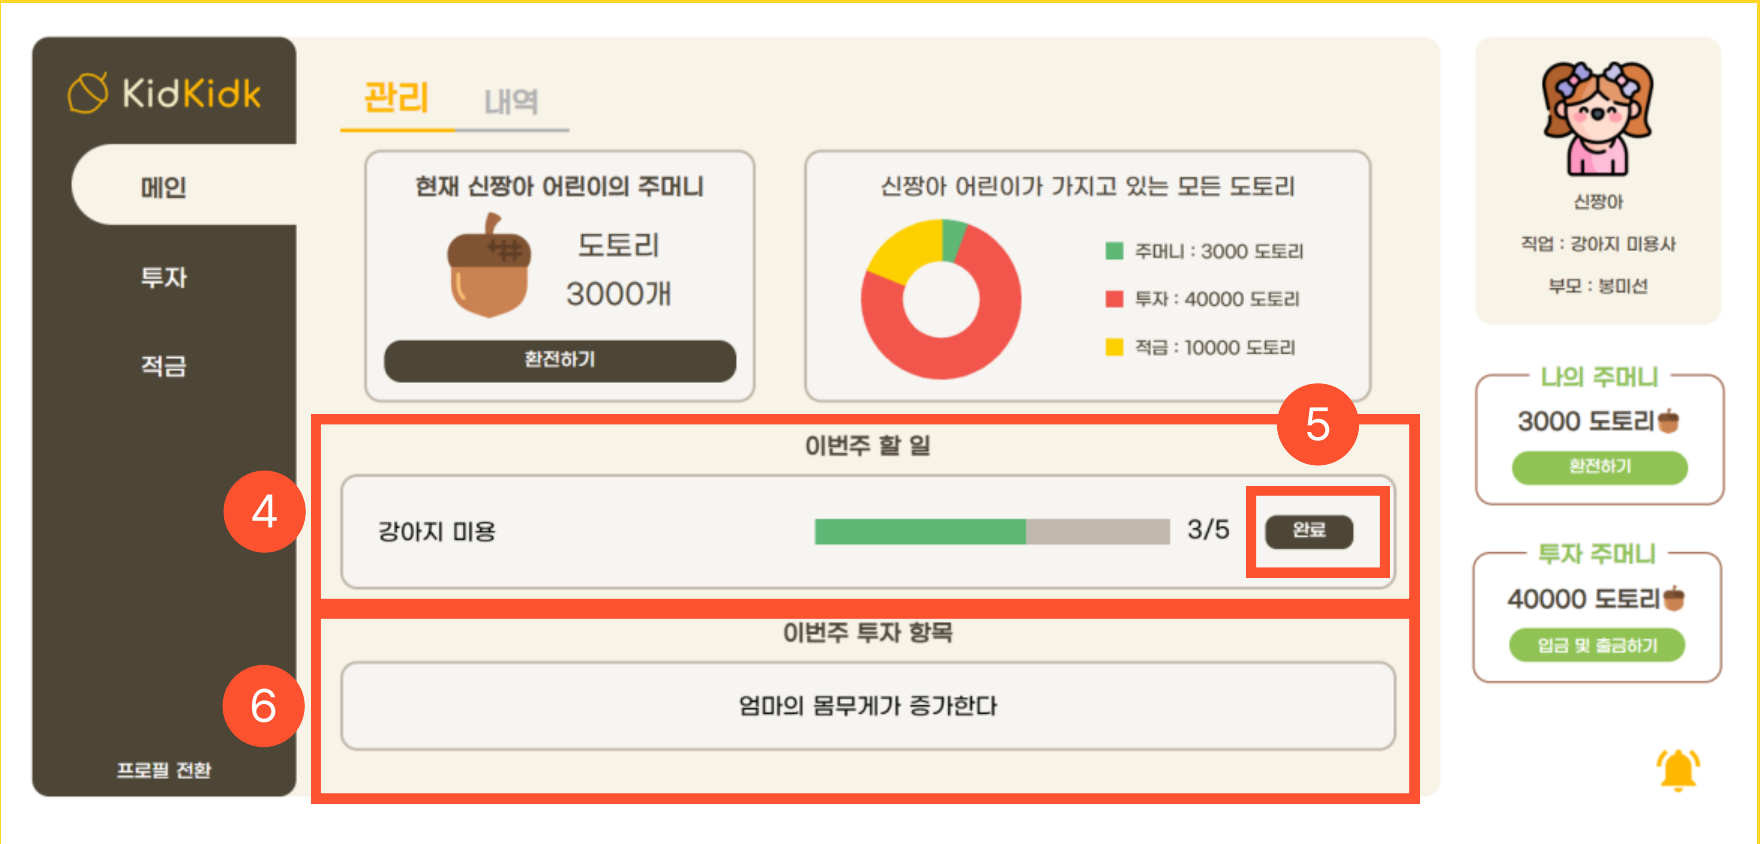 KidKidk
메인
투자
적금
프로필 전환
관리
내역
현재 신짱아 어린이의 주머니
도토리
3000개
환전하기
신짱아 어린이가 가지고 있는 모든 도토리
주머니 : 3000 도토리
투자 : 40000 도토리
적금 : 10000 도토리
4
5
이번주 할 일
강아지 미용
3/5
완료
6
이번주 투자 항목
엄마의 몸무게가 증가한다
신짱아
직업 : 강아지 미용사
부모 : 봉미선
나의 주머니
3000 도토리
환전하기
투자 주머니
40000 도토리
입금 및 출금하기